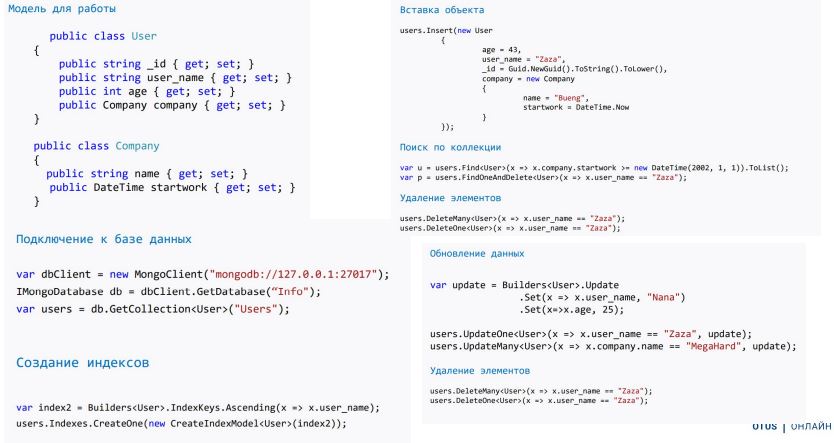 Модель для работы
public class User
{
public string _id { get; set; }
public string user_name { get; set; }
public int age { get; set; }
public Company company { get; set; }
}
public class Company
{
public string name { get; set; }
public DateTime startwork { get; set; }
}
Подключение к базе данных
var dbClient = new MongoClient("mongodb://127.0.0.1:27017");
IMongoDatabase db = dbClient.GetDatabase(“Info");
var users = db.GetCollection<User>("Users");
Создание индексов
var index2 = Builders<User>.IndexKeys.Ascending(x => x.user_name);
users.Indexes.CreateOne(new CreateIndexModel<User>(index2));
Вставка объекта
users.Insert(new User
{
age = 43,
user_name = "Zaza",
_id = Guid.NewGuid().ToString().ToLower(),
company = new Company
{
name = "Bueng",
startwork = DateTime.Now
}
});
Поиск по коллекции
var u = users.Find<User>(x => x.company.startwork >= new DateTime(2002, 1, 1)).ToList();
var p = users.FindOneAndDelete<User>(x => x.user_name == "Zaza");
Удаление элементов
users.DeleteMany<User>(x => x.user_name == "Zaza");
users.DeleteOne<User>(x => x.user_name == "Zaza");
Обновление данных
var update = Builders<User>.Update
.Set(x => x.user_name, "Nana")
.Set(x=>x.age, 25);
users.UpdateOne<User>(x => x.user_name == "Zaza", update);
users.UpdateMany<User>(x => x.company.name == "MegaHard", update);
Удаление элементов
users.DeleteMany<User>(x => x.user_name == "Zaza");
users.DeleteOne<User>(x => x.user_name == "Zaza");
OTUS | ОНЛАЙН